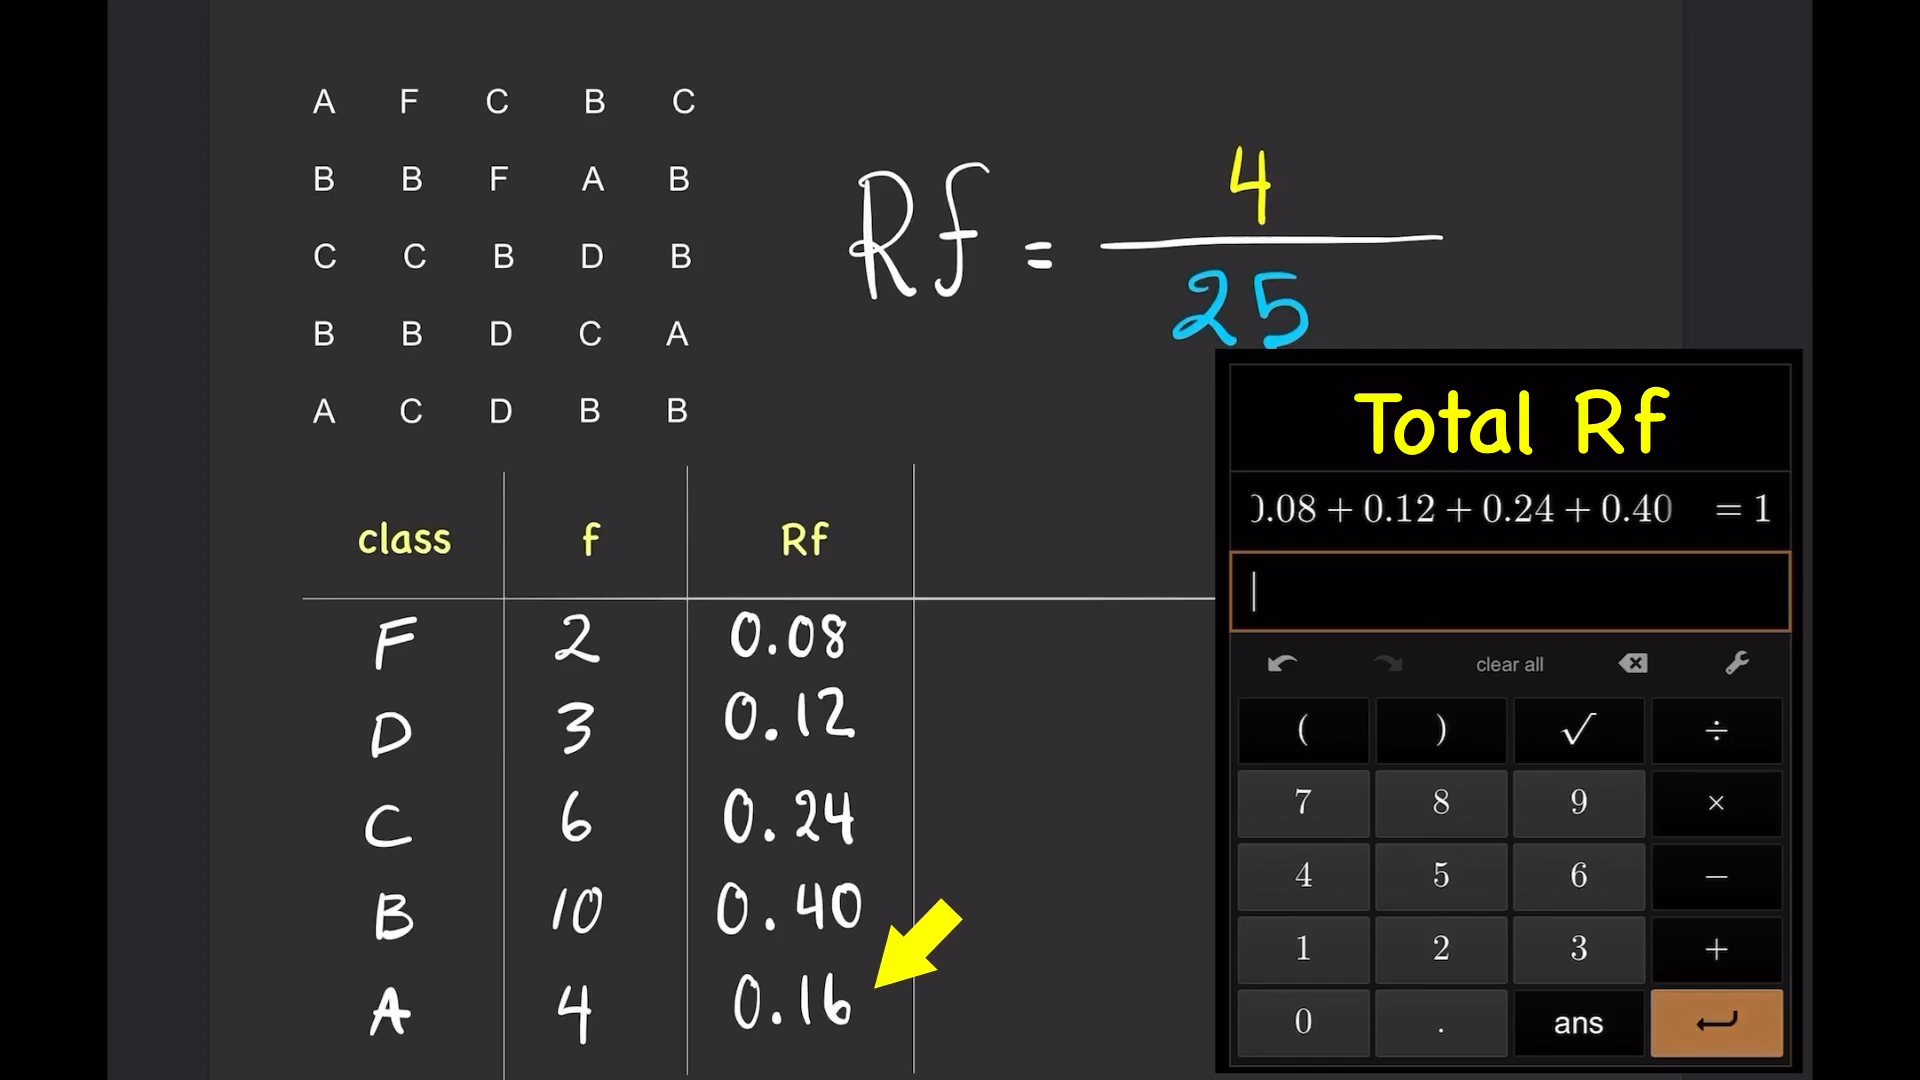 A F C B C
B B F A B
C C B D B
B B D C A
A C D B B
Rf = 4
25
class f Rf
F 2 0.08
D 3 0.12
C 6 0.24
B 10 0.40
A 4 0.16
Total Rf
0.08 + 0.12 + 0.24 + 0.40 = 1
clear all
( ) √ ÷
7 8 9 ×
4 5 6 −
1 2 3 +
0 . ans